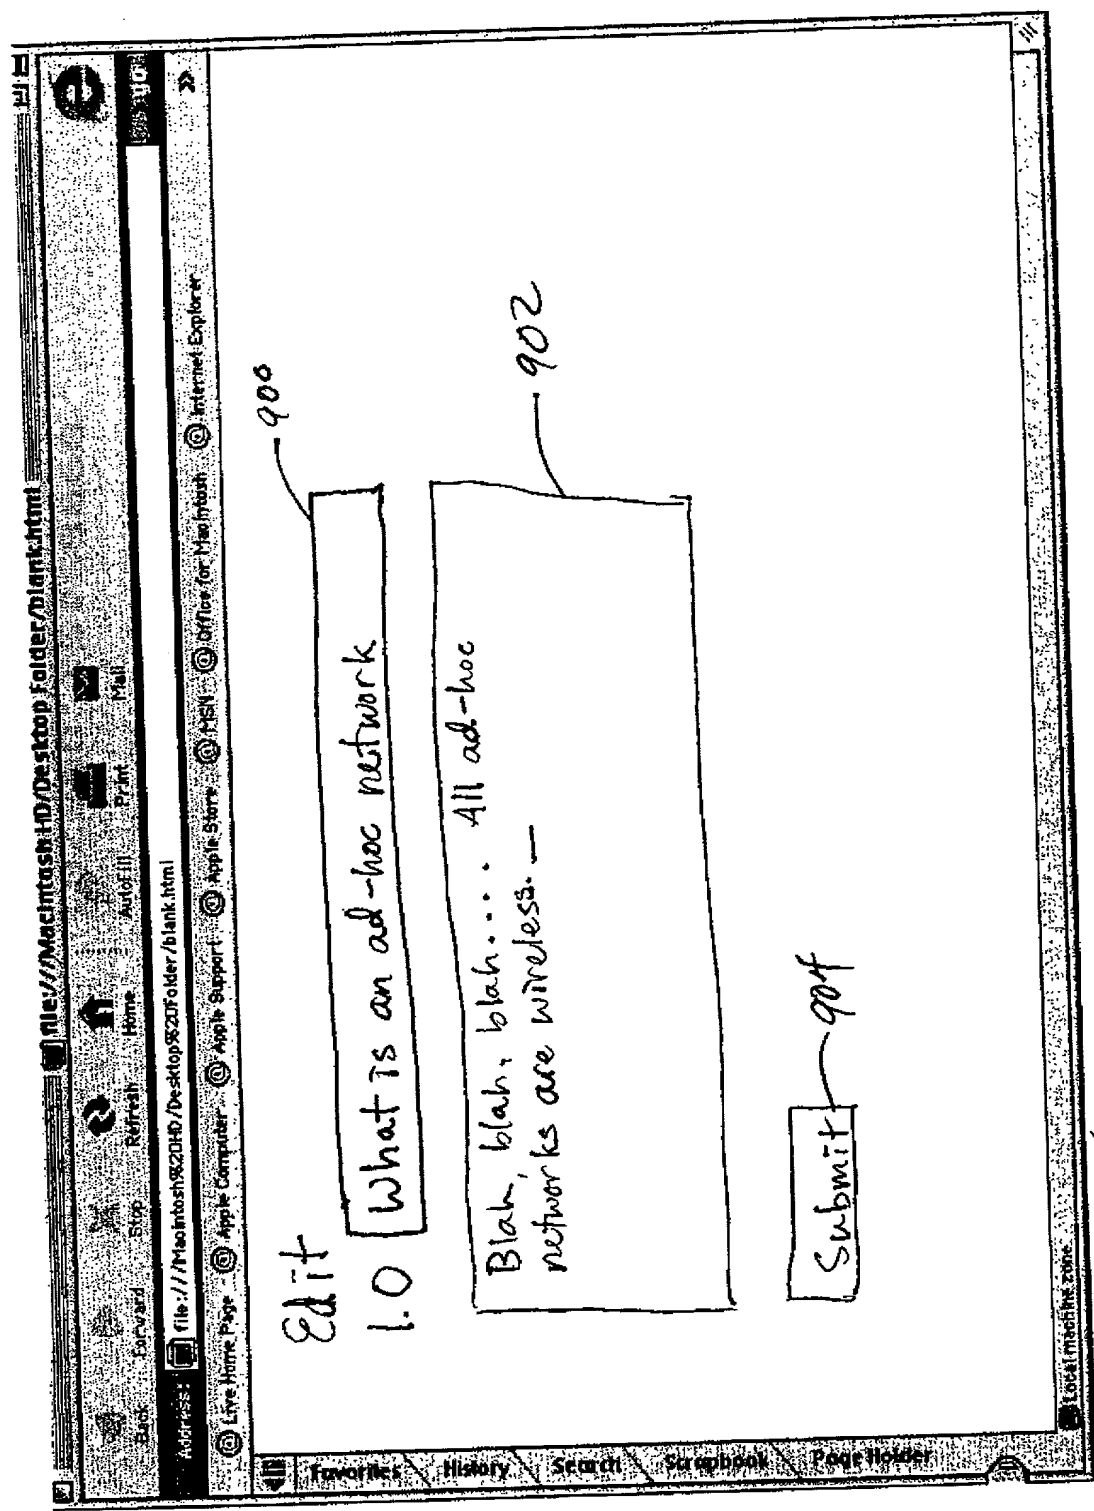 file:///Macintosh HD/Desktop Folder/blank.html
Back Forward Stop Refresh Home AutoFill Print Mail
Address: file:///Macintosh%20HD/Desktop%20Folder/blank.html
Live Home Page Apple Computer Apple Support Apple Store MSN Office for Macintosh Internet Explorer
Favorites
History
Search
Scrapbook
Page Holder
Edit
900
1.0 What is an ad-hoc network
902
Blah, blah, blah.... All ad-hoc
networks are wireless.
904
Submit
Local machine zone